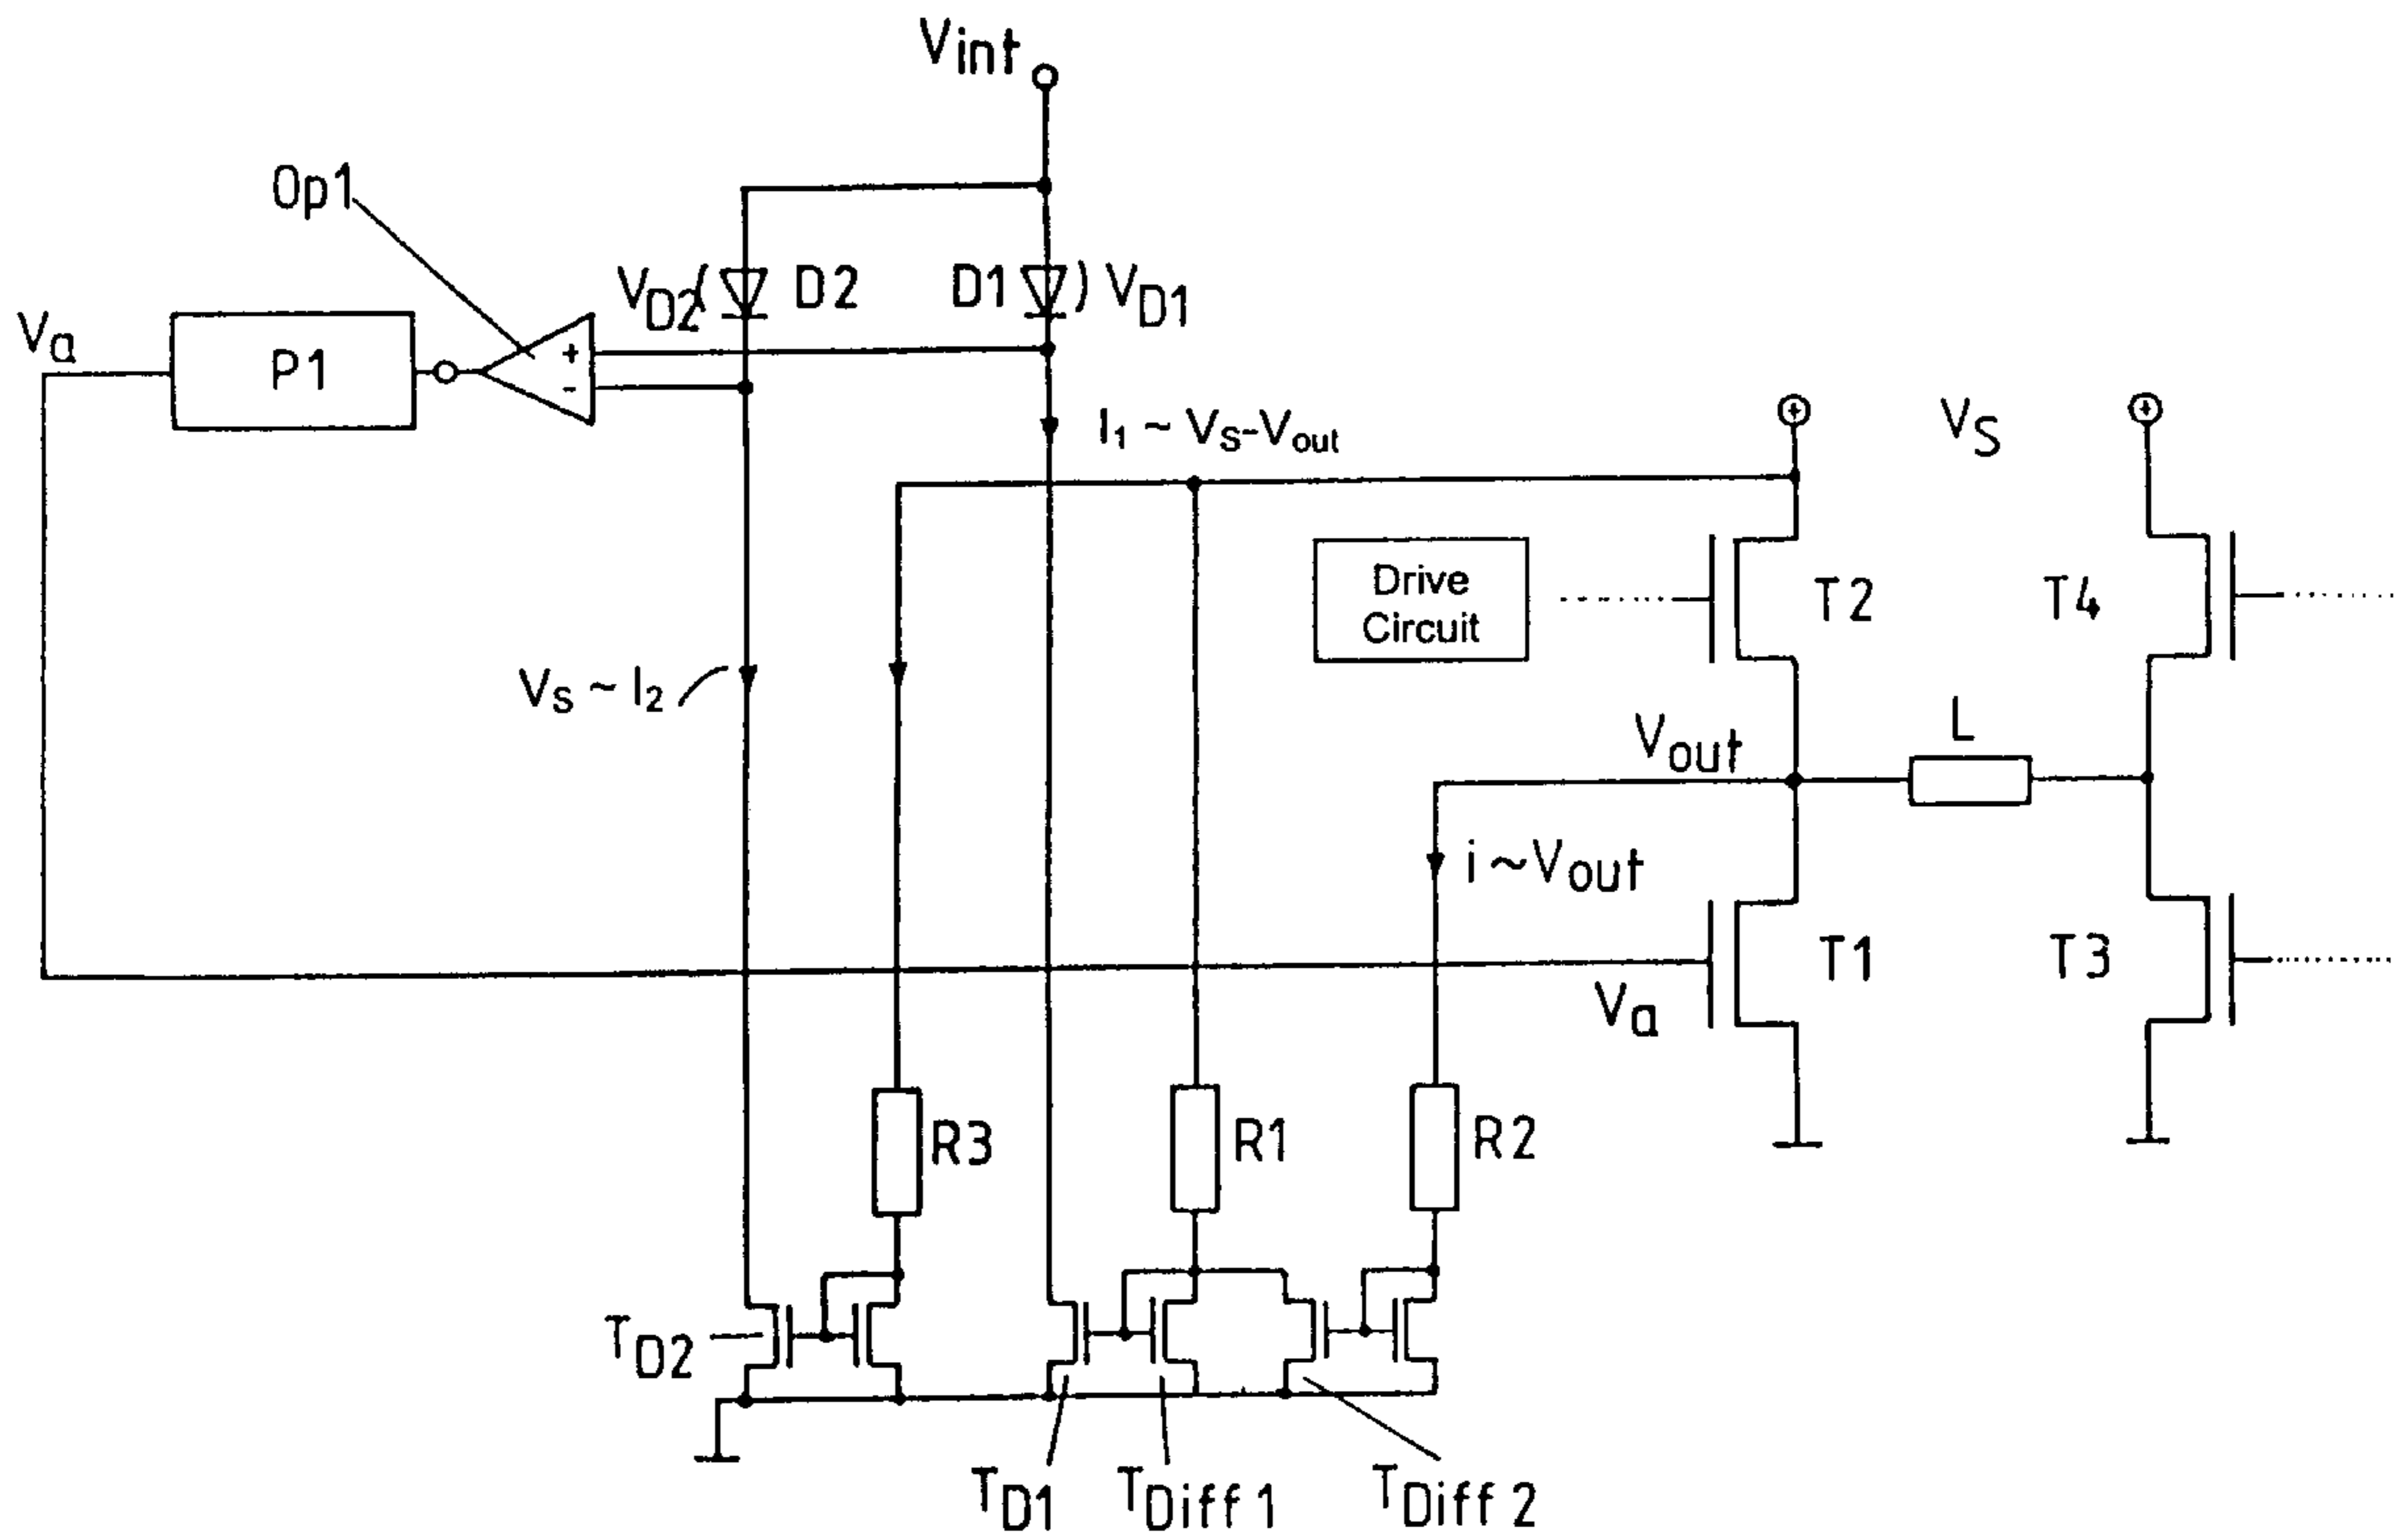 Vint
Op1
VD2
D2
D1
VD1
Va
P1
+
-
I1 ~ VS-Vout
+
VS
+
Drive
Circuit
T2
T4
VS ~ I2
Vout
L
i~Vout
T1
T3
Va
R3
R1
R2
TD2
TD1
TDiff 1
TDiff 2